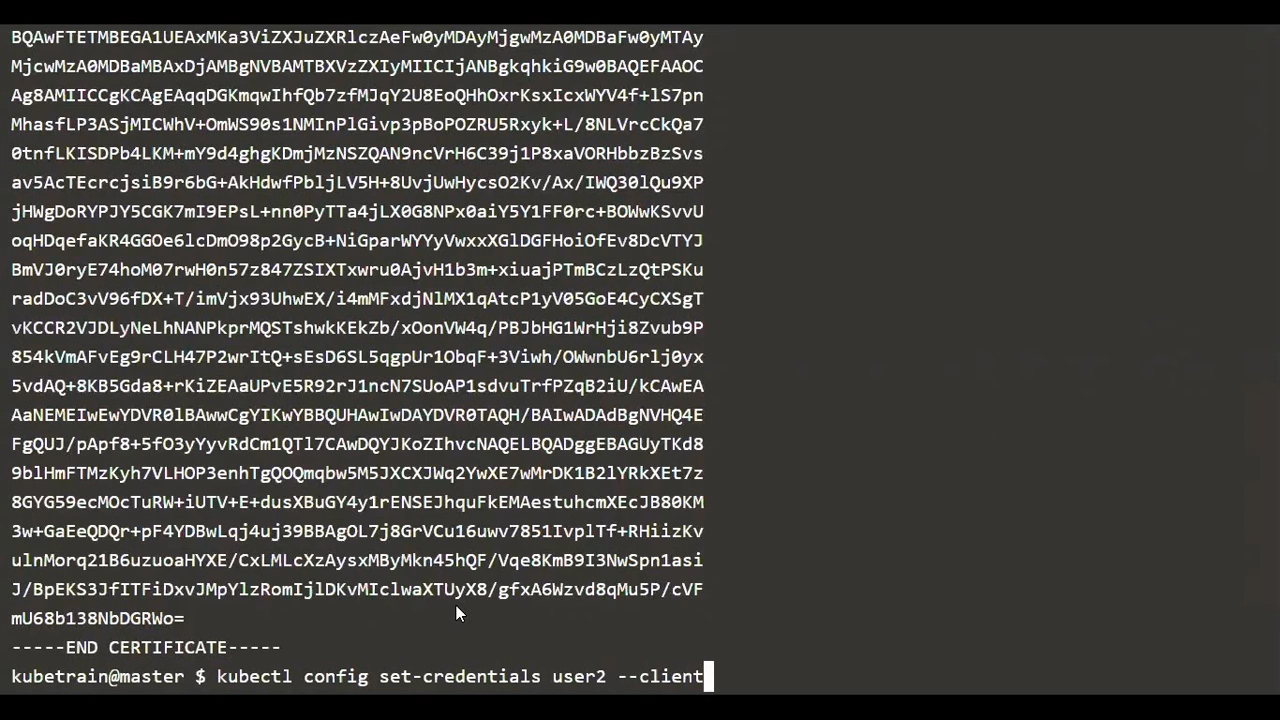 BQAwFTETMBEGA1UEAxMKa3ViZXJuZXRlczAeFw0yMDAyMjgwMzA0MDBaFw0yMTAy
MjcwMzA0MDBaMBAxDjAMBgNVBAMTBXVzZXIyMIICIjANBgkqhkiG9w0BAQEFAAOC
Ag8AMIICCgKCAgEAqqDGKmqwIhfQb7zfMJqY2U8EoQHhOxrKsxIcxWYV4f+lS7pn
MhasfLP3ASjMICWhV+OmWS90s1NMInPlGivp3pBoPOZRU5Rxyk+L/8NLVrcCkQa7
0tnfLKISDPb4LKM+mY9d4ghgKDmjMzNSZQAN9ncVrH6C39j1P8xaVORHbbzBzSvs
av5AcTEcrcjsiB9r6bG+AkHdwfPbljLV5H+8UvjUwHycsO2Kv/Ax/IWQ30lQu9XP
jHWgDoRYPJY5CGK7mI9EPsL+nn0PyTTa4jLX0G8NPx0aiY5Y1FF0rc+BOWwKSvvU
oqHDqefaKR4GGOe6lcDmO98p2GycB+NiGparWYYyVwxxXGlDGFHoiOfEv8DcVTYJ
BmVJ0ryE74hoM07rwH0n57z847ZSIXTxwru0AjvH1b3m+xiuajPTmBCzLzQtPSKu
radDoC3vV96fDX+T/imVjx93UhwEX/i4mMFxdjNlMX1qAtcP1yV05GoE4CyCXSgT
vKCCR2VJDLyNeLhNANPkprMQSTshwkKEkZb/xOonVW4q/PBJbHG1WrHji8Zvub9P
854kVmAFvEg9rCLH47P2wrItQ+sEsD6SL5qgpUr1ObqF+3Viwh/OWwnbU6rlj0yx
5vdAQ+8KB5Gda8+rKiZEAaUPvE5R92rJ1ncN7SUoAP1sdvuTrfPZqB2iU/kCAwEA
AaNEMEIwEwYDVR0lBAwwCgYIKwYBBQUHAwIwDAYDVR0TAQH/BAIwADAdBgNVHQ4E
FgQUJ/pApf8+5fO3yYyvRdCm1QTl7CAwDQYJKoZIhvcNAQELBQADggEBAGUyTKd8
9blHmFTMzKyh7VLHOP3enhTgQOQmqbw5M5JXCXJWq2YwXE7wMrDK1B2lYRkXEt7z
8GYG59ecMOcTuRW+iUTV+E+dusXBuGY4y1rENSEJhquFkEMAestuhcmXEcJB80KM
3w+GaEeQDQr+pF4YDBwLqj4uj39BBAgOL7j8GrVCu16uwv7851IvplTf+RHiizKv
ulnMorq21B6uzuoaHYXE/CxLMLcXzAysxMByMkn45hQF/Vqe8KmB9I3NwSpn1asi
J/BpEKS3JfITFiDxvJMpYlzRomIjlDKvMIclwaXTUyX8/gfxA6Wzvd8qMu5P/cVF
mU68b138NbDGRWo=
-----END CERTIFICATE-----
kubetrain@master $ kubectl config set-credentials user2 --client